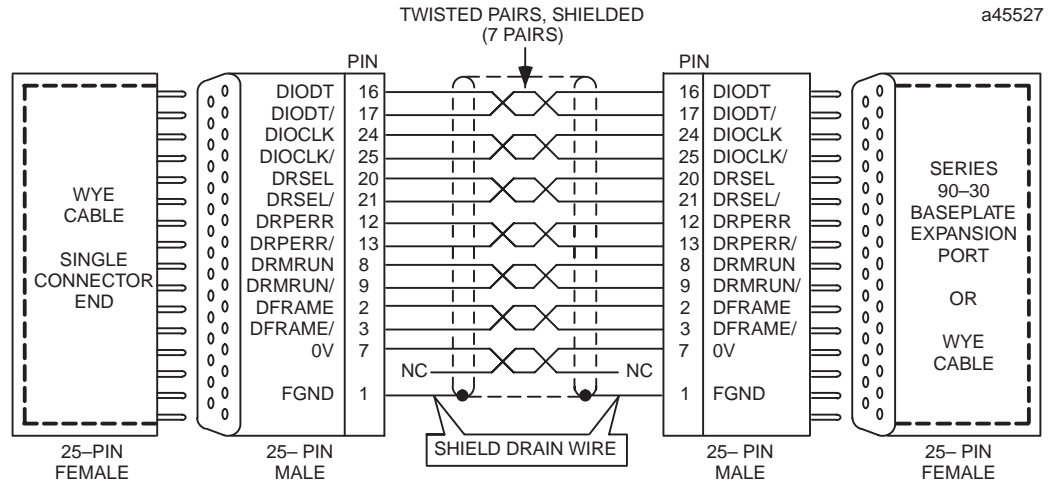 TWISTED PAIRS, SHIELDED
(7 PAIRS)
a45527
PIN
PIN
DIODT 16
DIODT/ 17
DIOCLK 24
DIOCLK/ 25
DRSEL 20
DRSEL/ 21
DRPERR 12
DRPERR/ 13
DRMRUN 8
DRMRUN/ 9
DFRAME 2
DFRAME/ 3
0V 7
FGND 1
16 DIODT
17 DIODT/
24 DIOCLK
25 DIOCLK/
20 DRSEL
21 DRSEL/
12 DRPERR
13 DRPERR/
8 DRMRUN
9 DRMRUN/
2 DFRAME
3 DFRAME/
7 0V
1 FGND
NC
NC
WYE
CABLE
SINGLE
CONNECTOR
END
SERIES
90–30
BASEPLATE
EXPANSION
PORT
OR
WYE
CABLE
SHIELD DRAIN WIRE
25–PIN
FEMALE
25– PIN
MALE
25– PIN
MALE
25– PIN
FEMALE